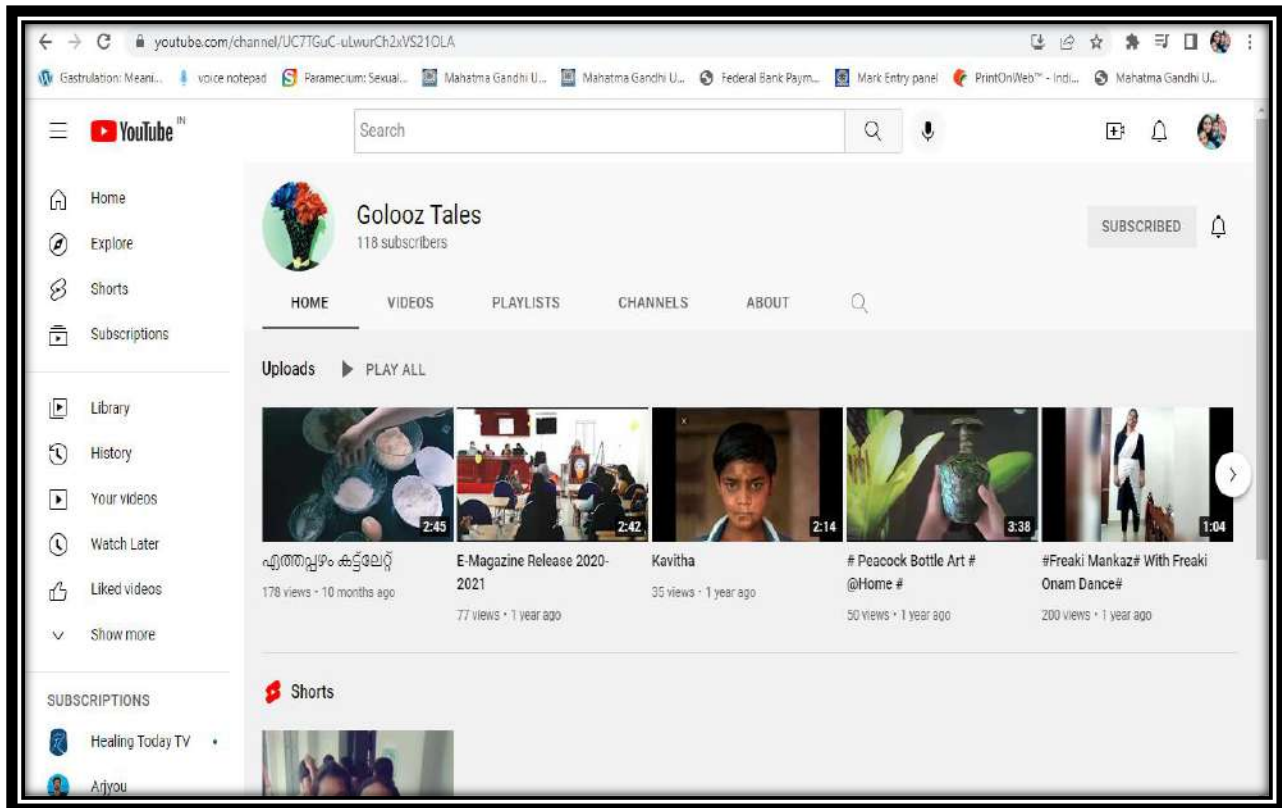 youtube.com/channel/UC7TGuC-uLwurCh2xVS21OLA
Gastrulation: Meani... voice notepad Paramecium: Sexual... Mahatma Gandhi U... Mahatma Gandhi U... Federal Bank Paym... Mark Entry panel PrintOnWeb™ - Indi... Mahatma Gandhi U...
YouTube IN Search
Home
Explore
Shorts
Subscriptions
Library
History
Your videos
Watch Later
Liked videos
Show more
SUBSCRIPTIONS
Healing Today TV
Arjyou
Golooz Tales
118 subscribers
SUBSCRIBED
HOME VIDEOS PLAYLISTS CHANNELS ABOUT
Uploads PLAY ALL
2:45
എത്തപ്പഴം കട്ട്ലേറ്റ്
178 views • 10 months ago
2:42
E-Magazine Release 2020-
2021
77 views • 1 year ago
2:14
Kavitha
35 views • 1 year ago
3:38
# Peacock Bottle Art #
@Home #
50 views • 1 year ago
1:04
#Freaki Mankaz# With Freaki
Onam Dance#
200 views • 1 year ago
Shorts